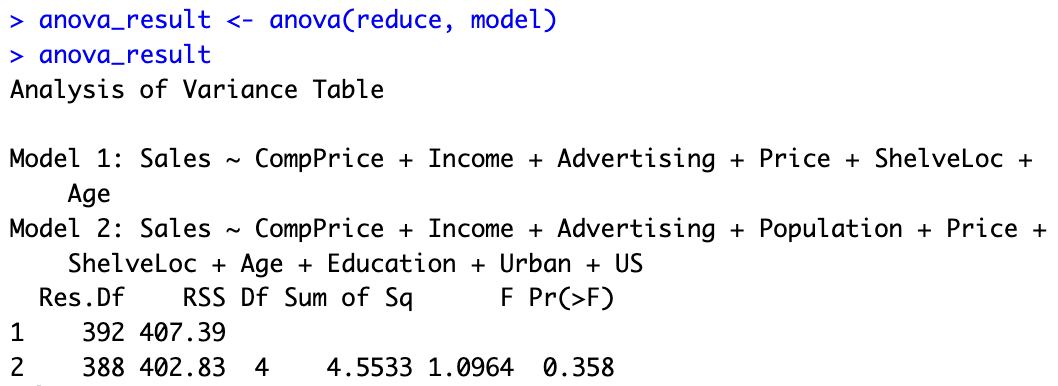 > anova_result <- anova(reduce, model)
> anova_result
Analysis of Variance Table
Model 1: Sales ~ CompPrice + Income + Advertising + Price + ShelveLoc +
    Age
Model 2: Sales ~ CompPrice + Income + Advertising + Population + Price +
    ShelveLoc + Age + Education + Urban + US
  Res.Df    RSS Df Sum of Sq      F Pr(>F)
1    392 407.39
2    388 402.83  4    4.5533 1.0964  0.358